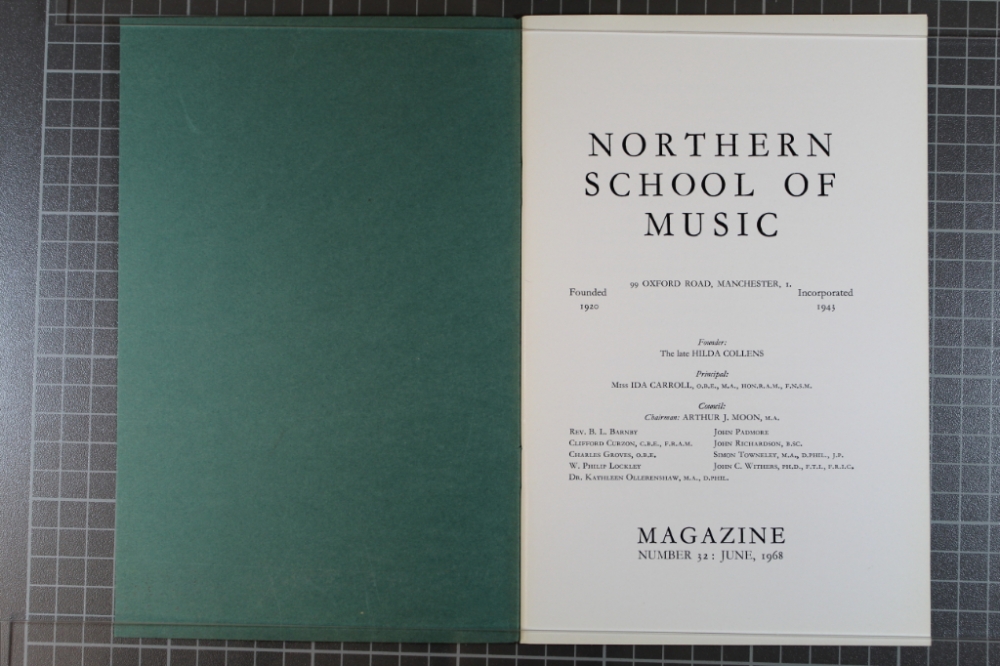 NORTHERN
SCHOOL OF
MUSIC
99 OXFORD ROAD, MANCHESTER, 1.
Founded
1920
Incorporated
1943
Founder:
The late HILDA COLLENS
Principal:
Miss IDA CARROLL, O.B.E., M.A., HON.R.A.M., F.N.S.M.
Council:
Chairman: ARTHUR J. MOON, M.A.
REV. B. L. BARNBY
CLIFFORD CURZON, C.B.E., F.R.A.M.
CHARLES GROVES, O.B.E.
W. PHILIP LOCKLEY
DR. KATHLEEN OLLERENSHAW, M.A., D.PHIL.
JOHN PADMORE
JOHN RICHARDSON, B.SC.
SIMON TOWNELEY, M.A., D.PHIL., J.P.
JOHN C. WITHERS, PH.D., F.T.I., F.R.I.C.
MAGAZINE
NUMBER 32 : JUNE, 1968